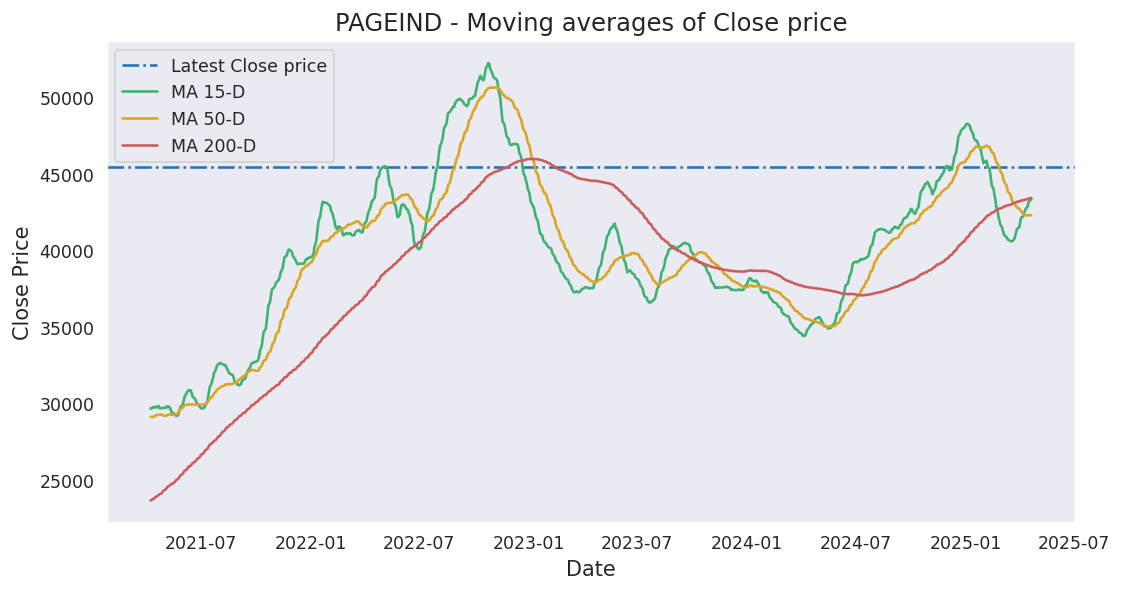 PAGEIND - Moving averages of Close price
Latest Close price
MA 15-D
MA 50-D
MA 200-D
Close Price
50000
45000
40000
35000
30000
25000
2021-07 2022-01 2022-07 2023-01 2023-07 2024-01 2024-07 2025-01 2025-07
Date